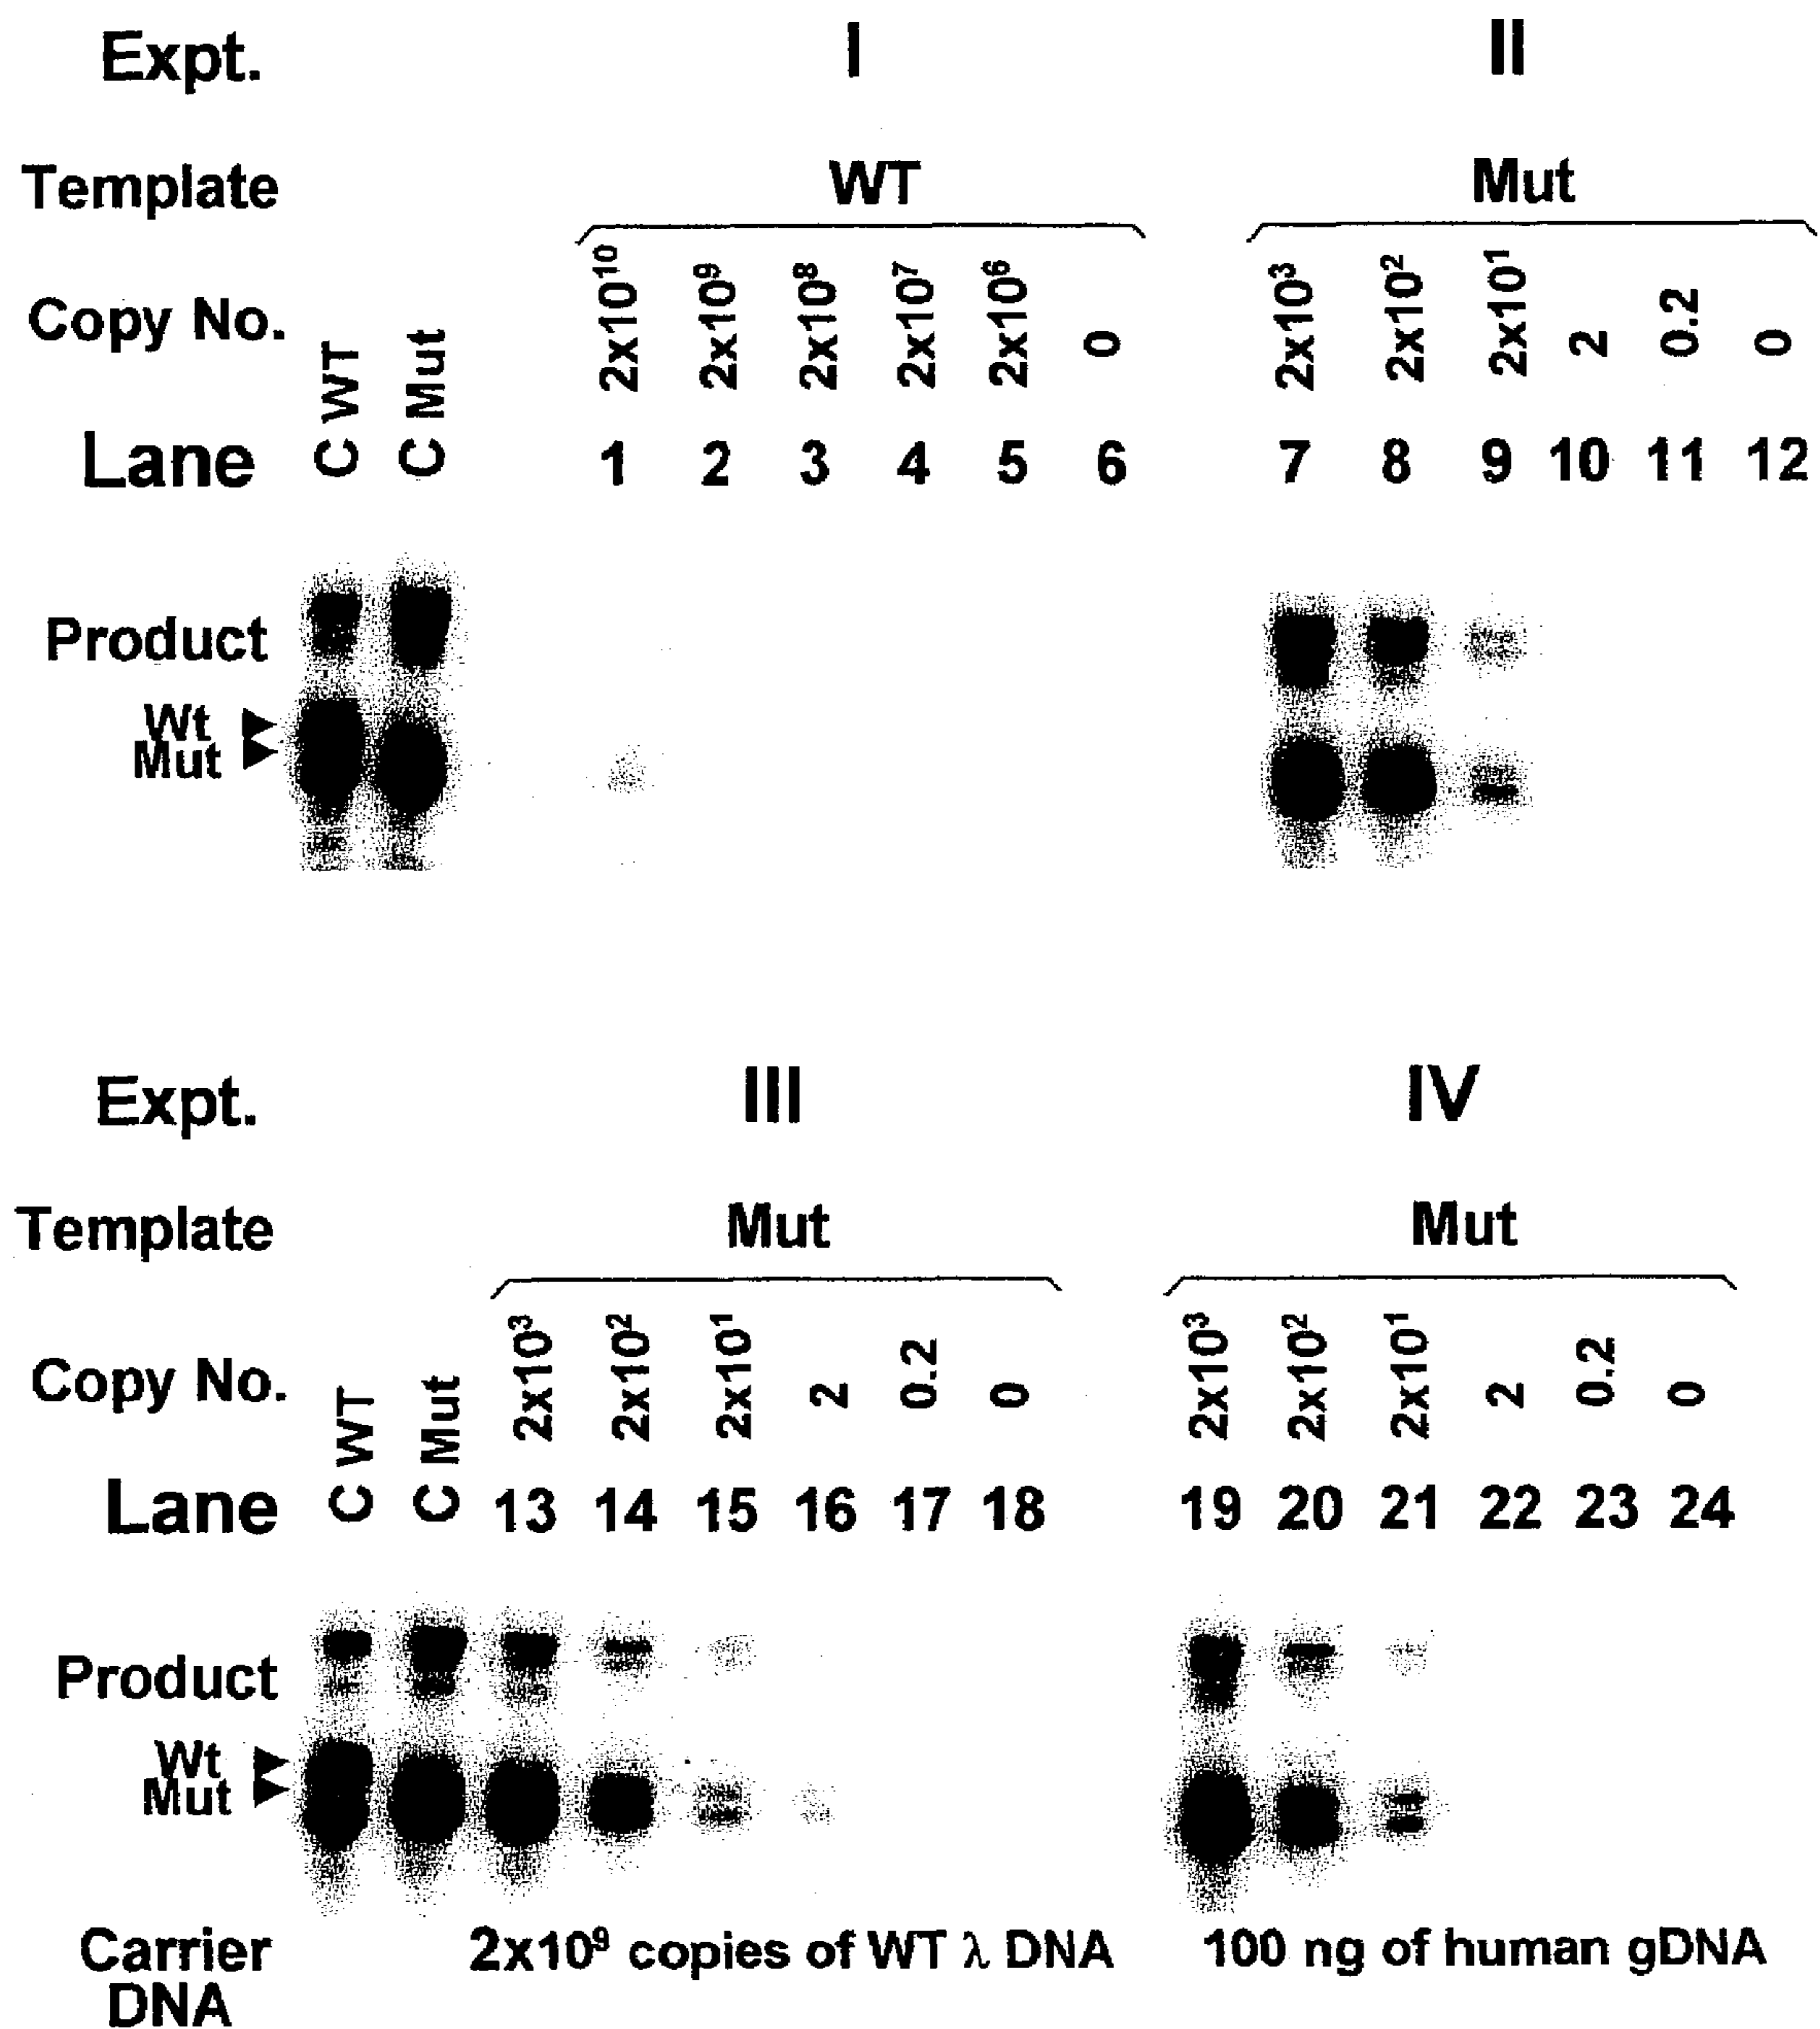 Expt. I II
Template WT Mut
Copy No. 2x10¹⁰ 2x10⁹ 2x10⁸ 2x10⁷ 2x10⁶ 0 2x10³ 2x10² 2x10¹ 2 0.2 0
Lane C WT C Mut 1 2 3 4 5 6 7 8 9 10 11 12
Product
Wt
Mut
Expt. III IV
Template Mut Mut
Copy No. 2x10³ 2x10² 2x10¹ 2 0.2 0 2x10³ 2x10² 2x10¹ 2 0.2 0
Lane C WT C Mut 13 14 15 16 17 18 19 20 21 22 23 24
Product
Wt
Mut
Carrier 2x10⁹ copies of WT λ DNA 100 ng of human gDNA
DNA